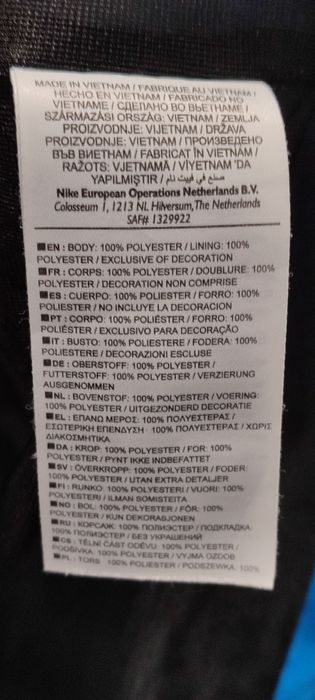 MADE IN VIETNAM / FABRIQUE AU VIETNAM /
HECHO EN VIETNAM / FABRICADO NO
VIETNAME / СДЕЛАНО ВО ВЬЕТНАМЕ /
SZÁRMAZÁSI ORSZÁG: VIETNAM / ZEMLJA
PROIZVODNJE: VIJETNAM / DRŽAVA
PROIZVODNJE: VIETNAM / ПРОИЗВЕДЕНО
ВЪВ ВИЕТНАМ / FABRICAT ÎN VIETNAM /
RAŽOTS: VJETNAMĀ / VİYETNAM 'DA
YAPILMIŞTIR / صنع في فييت نام
Nike European Operations Netherlands B.V.
Colosseum 1, 1213 NL Hilversum, The Netherlands
SAF# 1329922
EN : BODY: 100% POLYESTER / LINING: 100%
POLYESTER / EXCLUSIVE OF DECORATION
FR : CORPS: 100% POLYESTER / DOUBLURE: 100%
POLYESTER / DECORATION NON COMPRISE
ES : CUERPO: 100% POLIESTER / FORRO: 100%
POLIESTER / NO INCLUYE LA DECORACION
PT : CORPO: 100% POLIÉSTER / FORRO: 100%
POLIÉSTER / EXCLUSIVO PARA DECORAÇÃO
IT : BUSTO: 100% POLIESTERE / FODERA: 100%
POLIESTERE / DECORAZIONI ESCLUSE
DE : OBERSTOFF: 100% POLYESTER /
FUTTERSTOFF: 100% POLYESTER / VERZIERUNG
AUSGENOMMEN
NL : BOVENSTOF: 100% POLYESTER / VOERING:
100% POLYESTER / UITGEZONDERD DECORATIE
EL : ΕΠΑΝΩ ΜΕΡΟΣ: 100% ΠΟΛΥΕΣΤΕΡΑΣ /
ΕΣΩΤΕΡΙΚΗ ΕΠΕΝΔΥΣΗ : 100% ΠΟΛΥΕΣΤΕΡΑΣ / ΧΩΡΙΣ
ΔΙΑΚΟΣΜΗΤΙΚΑ
DA : KROP: 100% POLYESTER / FOR: 100%
POLYESTER / PYNT IKKE INDBEFATTET
SV : ÖVERKROPP: 100% POLYESTER / FODER:
100% POLYESTER / UTAN EXTRA DETALJER
FI : RUNKO: 100% POLYESTERI / VUORI: 100%
POLYESTERI / ILMAN SOMISTEITA
NO : BOL: 100% POLYESTER / FÔR: 100%
POLYESTER / KUN DEKORASJONEN
RU : КОРСАЖ: 100% ПОЛИЭСТЕР / ПОДКЛАДКА:
100% ПОЛИЭСТЕР / БЕЗ УКРАШЕНИЙ
CS : TĚLNÍ ČÁST ODĚVU: 100% POLYESTER /
PODŠÍVKA: 100% POLYESTER / VYJMA OZDOB
PL : TORS : 100% POLIESTER / PODSZEWKA: 100%